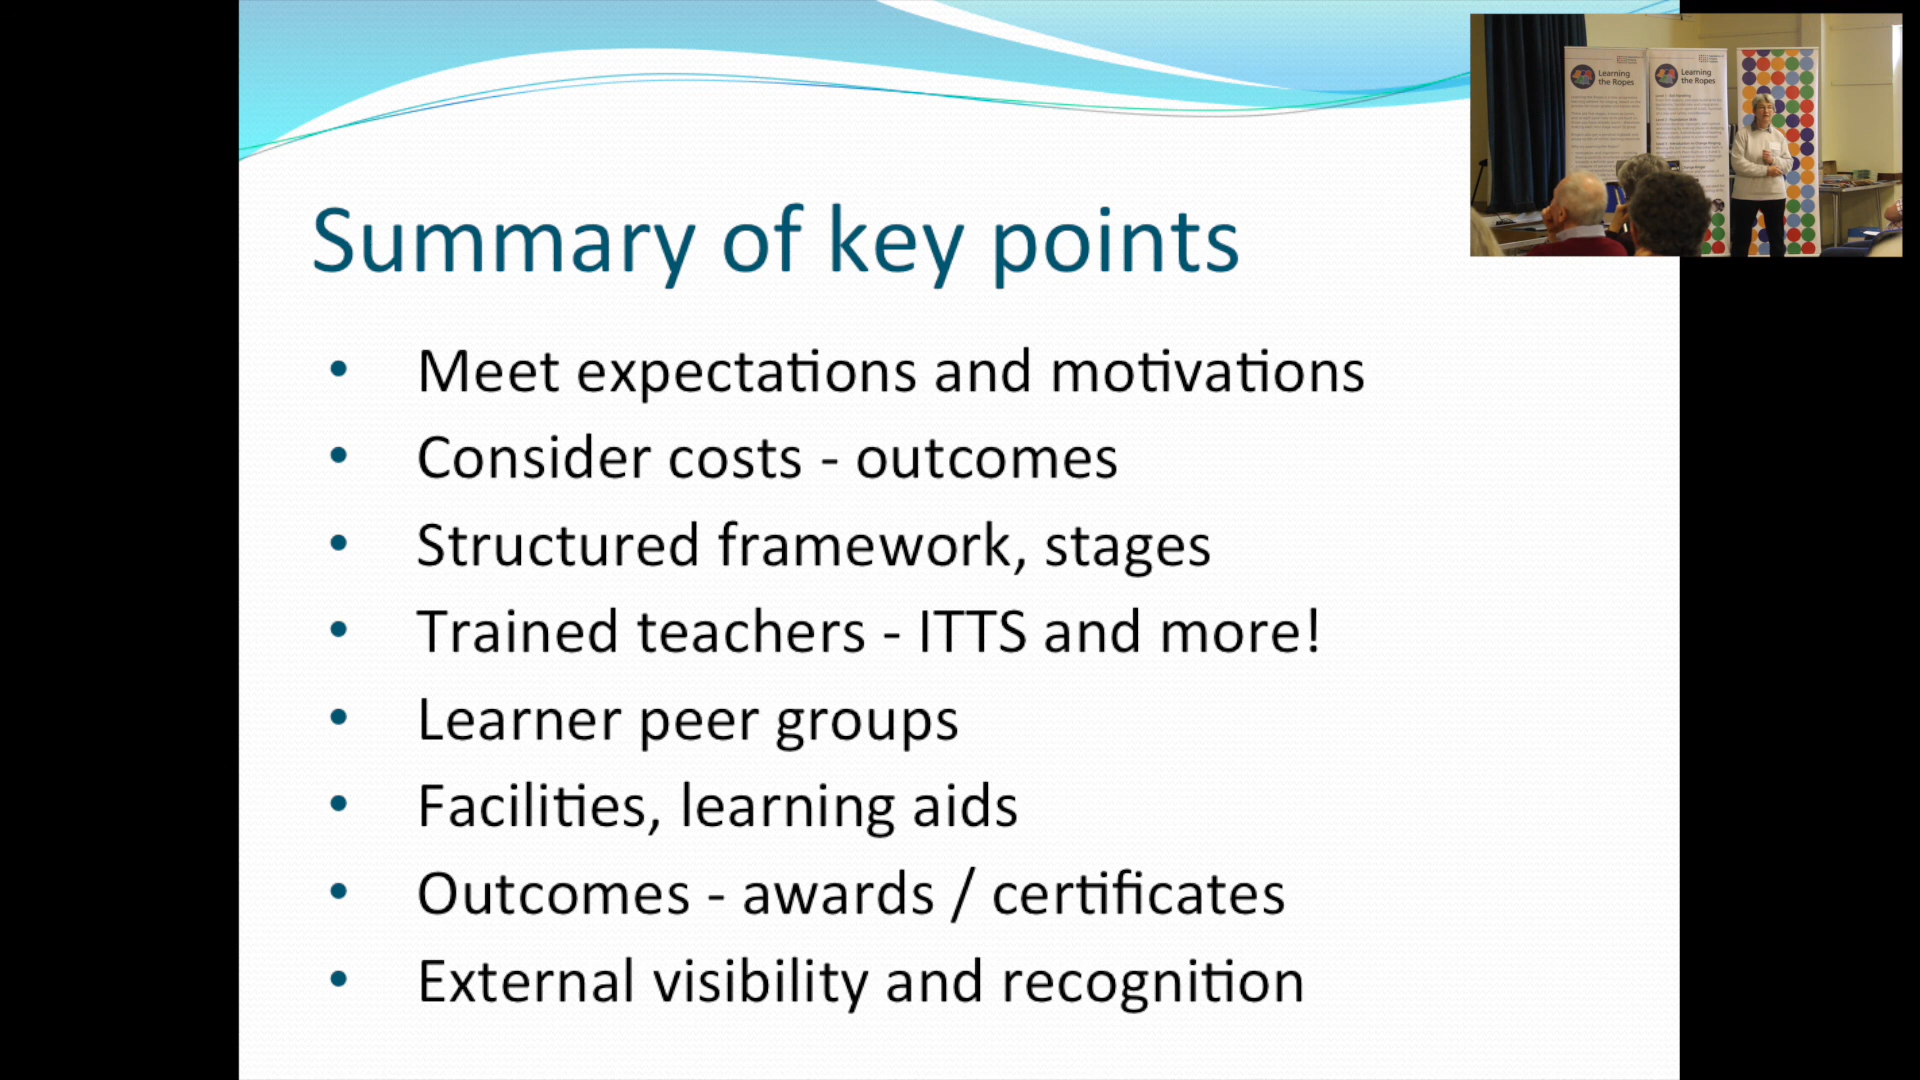 Summary of key points
• Meet expectations and motivations
• Consider costs - outcomes
• Structured framework, stages
• Trained teachers - ITTS and more!
• Learner peer groups
• Facilities, learning aids
• Outcomes - awards / certificates
• External visibility and recognition
Learning
the Ropes
Learning
the Ropes